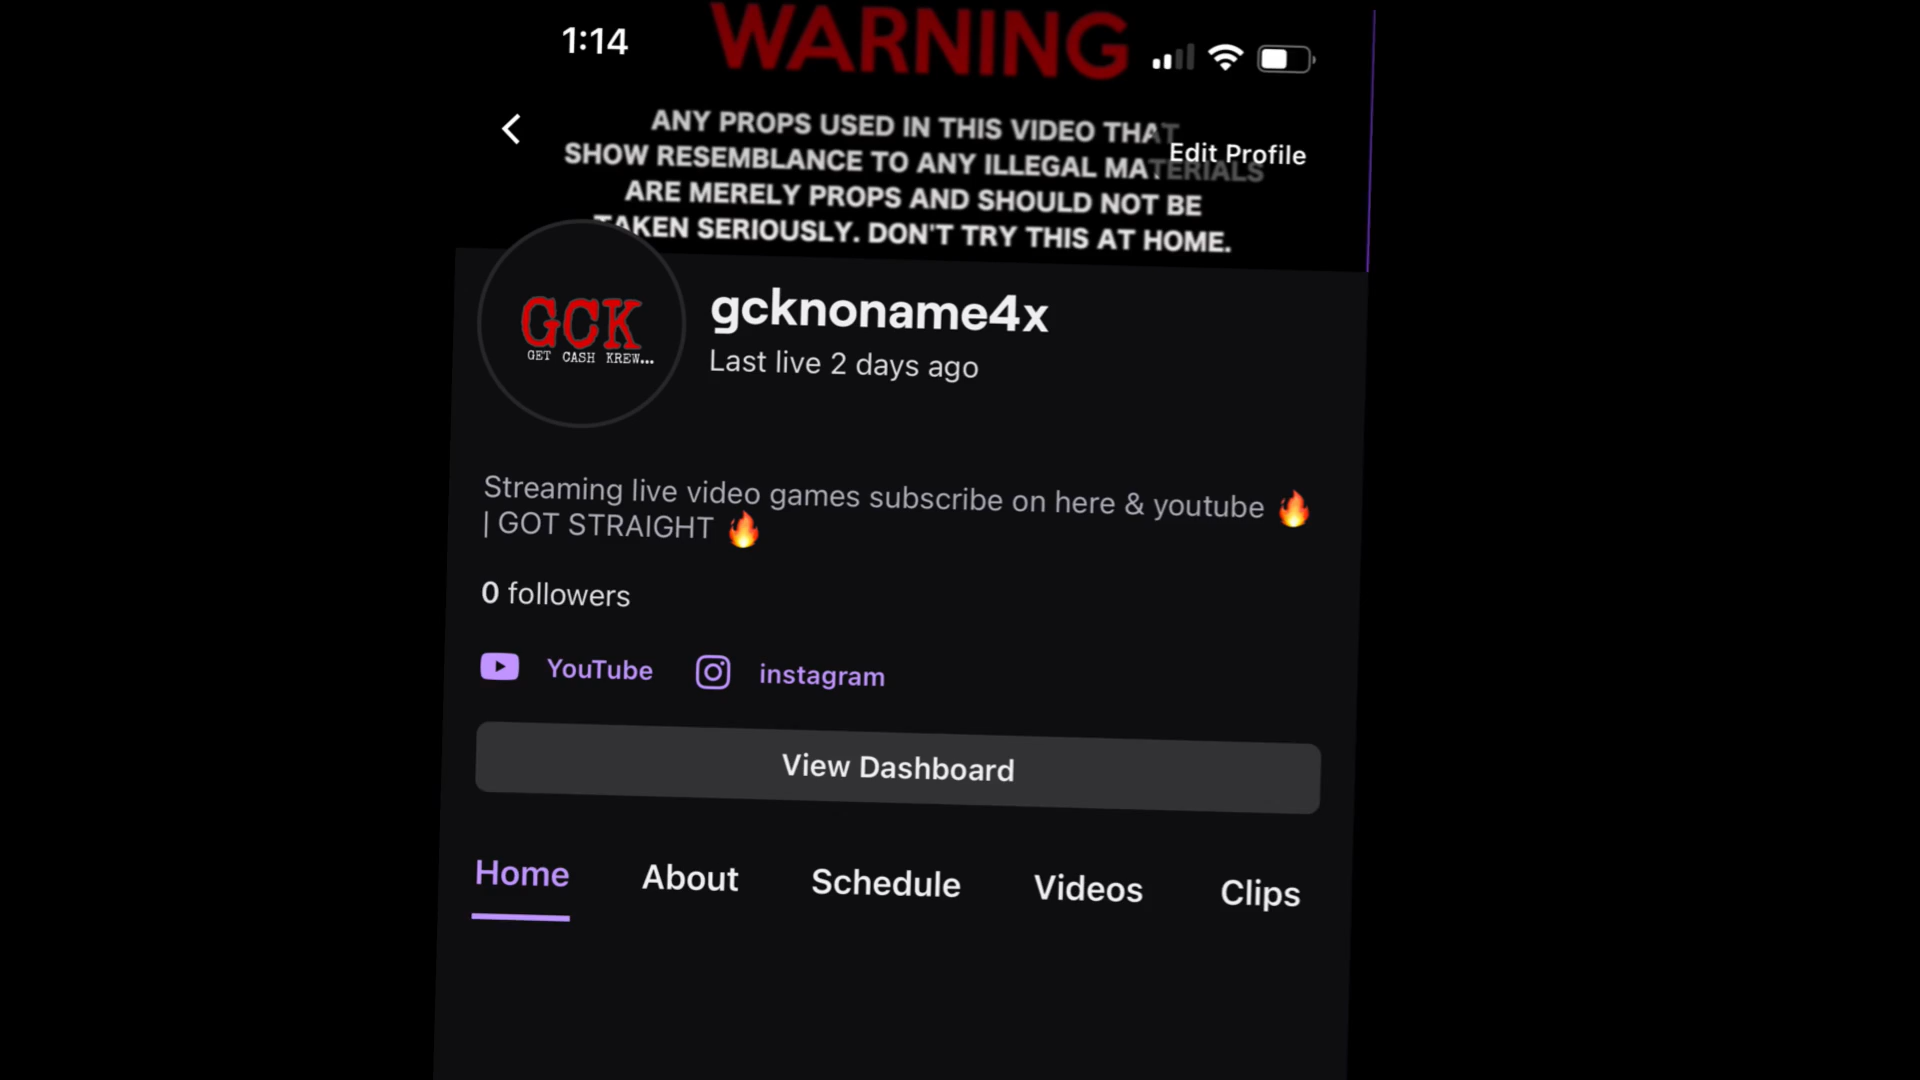 1:14
WARNING
ANY PROPS USED IN THIS VIDEO THAT
Edit Profile
SHOW RESEMBLANCE TO ANY ILLEGAL MATERIALS
ARE MERELY PROPS AND SHOULD NOT BE
TAKEN SERIOUSLY. DON'T TRY THIS AT HOME.
GCK
GET CASH KREW...
gcknoname4x
Last live 2 days ago
Streaming live video games subscribe on here & youtube 🔥
| GOT STRAIGHT 🔥
0 followers
YouTube instagram
View Dashboard
Home About Schedule Videos Clips